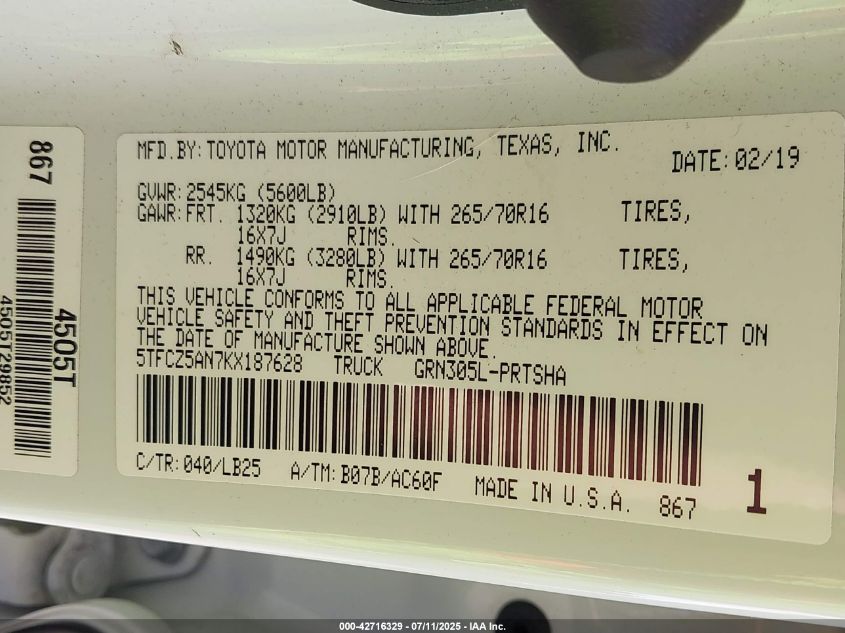 867
4505T
4505T29852
MFD.BY:TOYOTA MOTOR MANUFACTURING, TEXAS, INC.
DATE:02/19
GVWR:2545KG (5600LB)
GAWR:FRT. 1320KG (2910LB) WITH 265/70R16 TIRES,
16X7J RIMS.
RR. 1490KG (3280LB) WITH 265/70R16 TIRES,
16X7J RIMS.
THIS VEHICLE CONFORMS TO ALL APPLICABLE FEDERAL MOTOR
VEHICLE SAFETY AND THEFT PREVENTION STANDARDS IN EFFECT ON
THE DATE OF MANUFACTURE SHOWN ABOVE.
5TFCZ5AN7KX187628 TRUCK GRN305L-PRTSHA
C/TR:040/LB25 A/TM:B07B/AC60F MADE IN U.S.A. 867
1
000-42716329 - 07/11/2025 - IAA Inc.